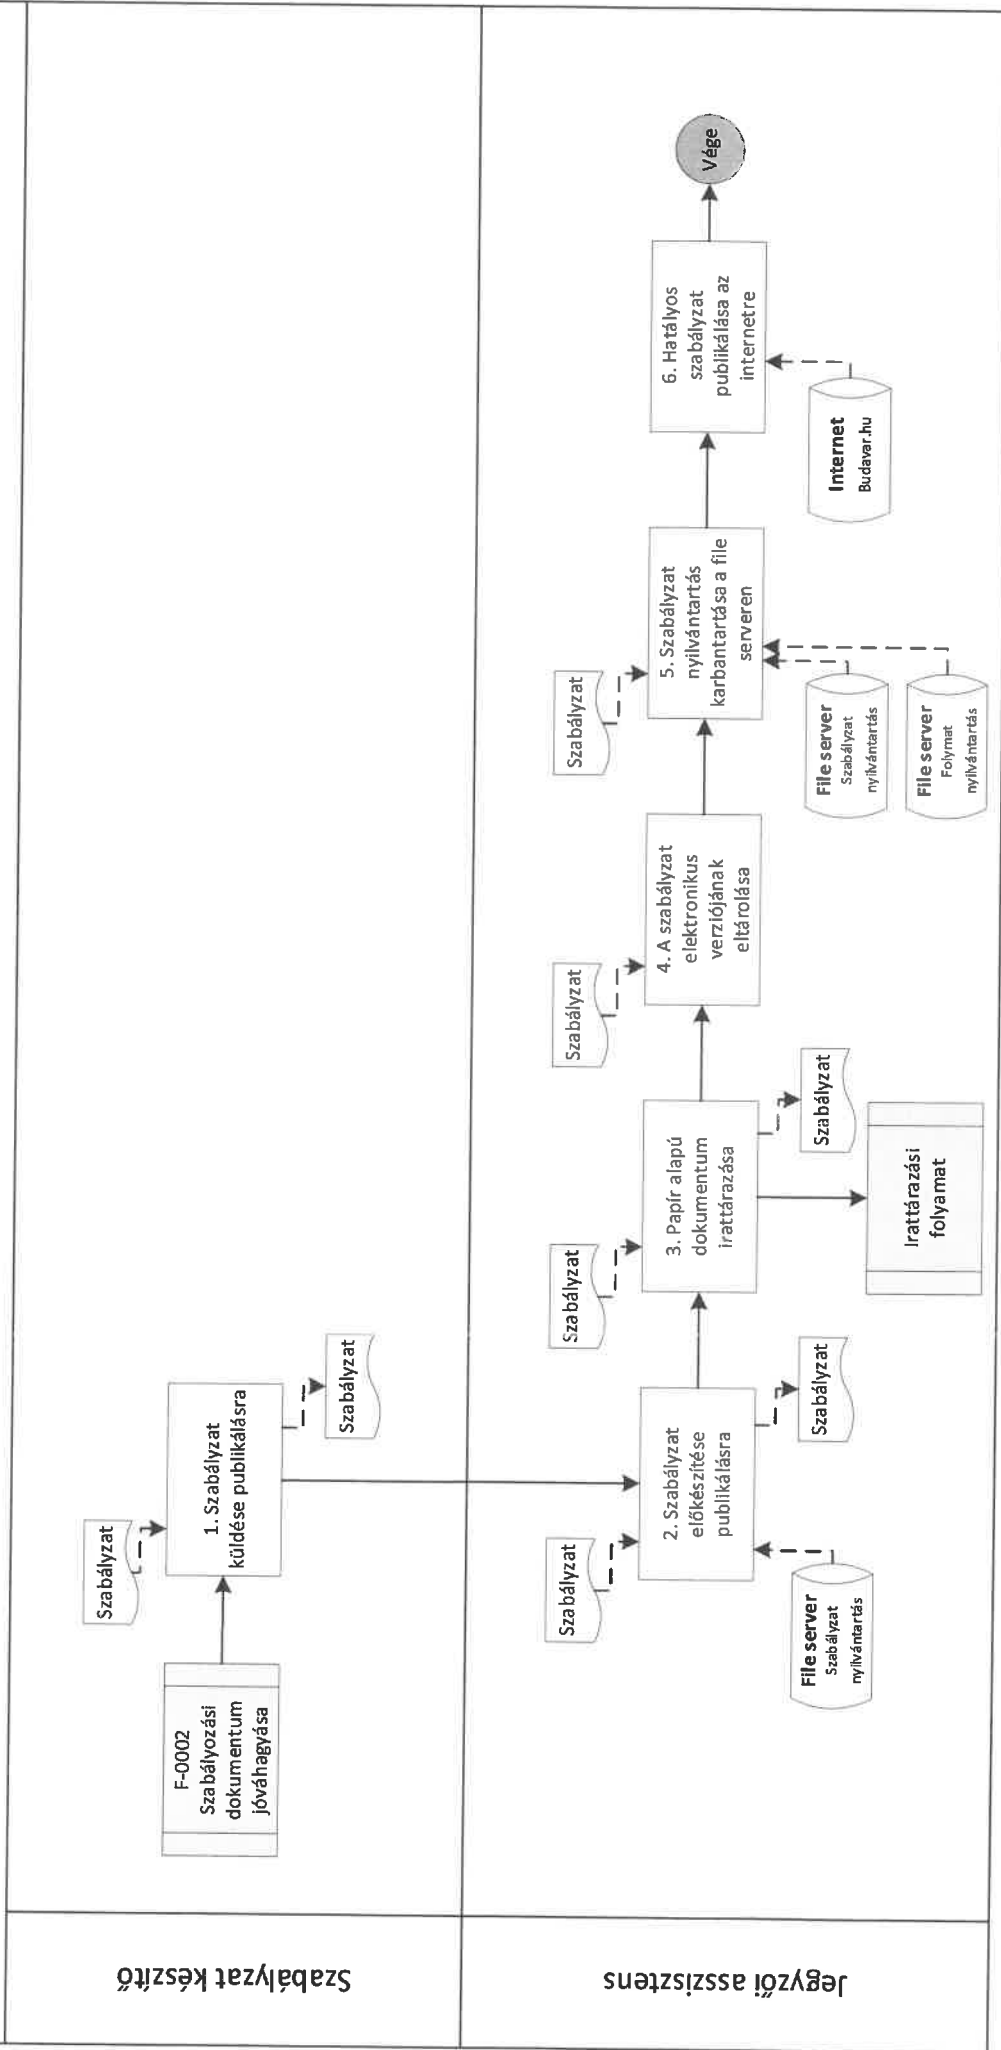 Szabályzat készítő
F-0002
Szabályozási
dokumentum
jóváhagyása
Szabályzat
1. Szabályzat
küldése publikálásra
Szabályzat
Jegyzői asszisztens
Szabályzat
2. Szabályzat
előkészítése
publikálásra
Szabályzat
File server
Szabályzat
nyilvántartás
Szabályzat
3. Papír alapú
dokumentum
irattárazása
Szabályzat
Irattárazási
folyamat
Szabályzat
4. A szabályzat
elektronikus
verziójának
eltárolása
Szabályzat
5. Szabályzat
nyilvántartás
karbantartása a file
serveren
File server
Szabályzat
nyilvántartás
File server
Folymat
nyilvántartás
6. Hatályos
szabályzat
publikálása az
internetre
Internet
Budavar.hu
Vége